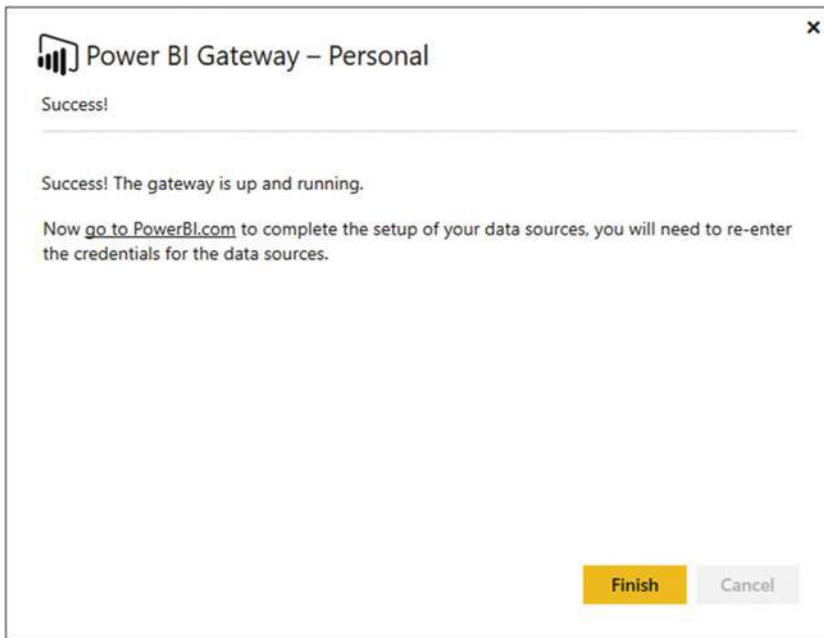 Power BI Gateway – Personal
Success!
Success! The gateway is up and running.
Now go to PowerBI.com to complete the setup of your data sources, you will need to re-enter
the credentials for the data sources.
Finish Cancel